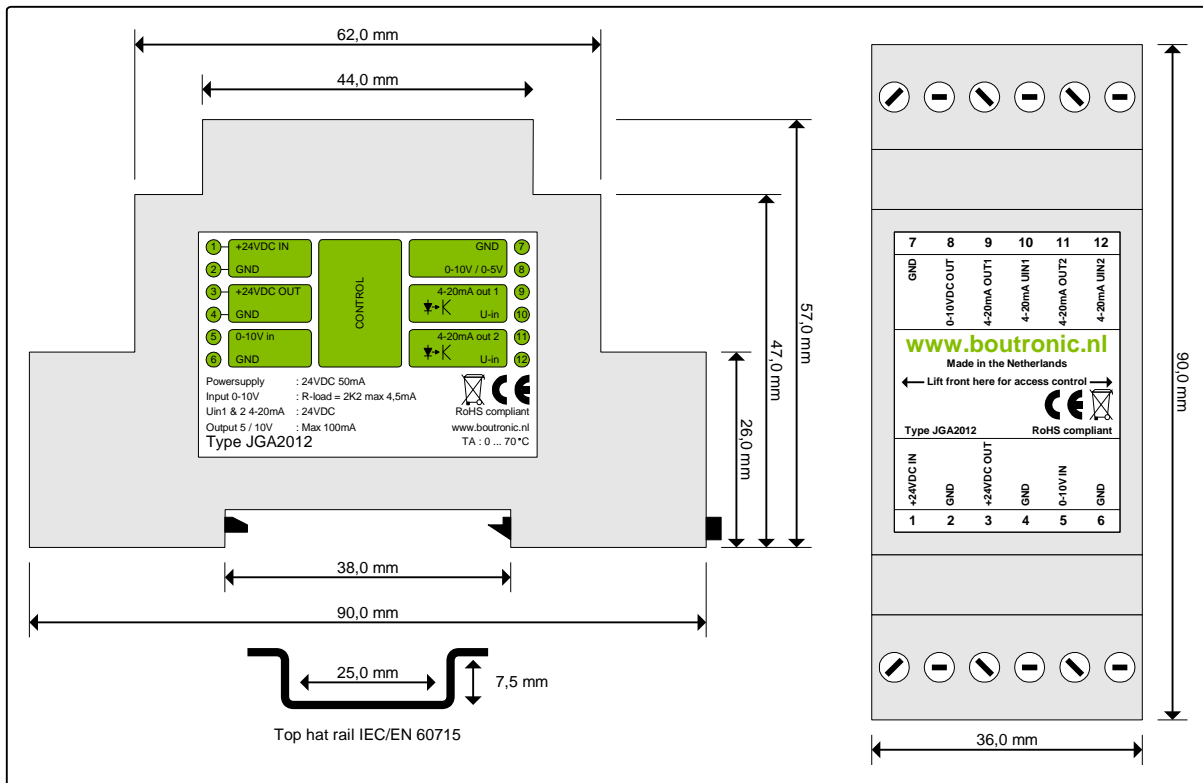 62,0 mm
44,0 mm
1 +24VDC IN
2 GND
3 +24VDC OUT
4 GND
5 0-10V in
6 GND
CONTROL
GND 7
0-10V / 0-5V 8
4-20mA out 1 9
U-in 10
4-20mA out 2 11
U-in 12
Powersupply : 24VDC 50mA
Input 0-10V : R-load = 2K2 max 4,5mA
Uin1 & 2 4-20mA : 24VDC
Output 5 / 10V : Max 100mA
Type JGA2012
CE
RoHS compliant
www.boutronic.nl
TA : 0 ... 70°C
57,0 mm
47,0 mm
26,0 mm
38,0 mm
90,0 mm
25,0 mm
7,5 mm
Top hat rail IEC/EN 60715
7 8 9 10 11 12
GND
0-10VDC OUT
4-20mA OUT1
4-20mA UIN1
4-20mA OUT2
4-20mA UIN2
www.boutronic.nl
Made in the Netherlands
Lift front here for access control
CE
Type JGA2012 RoHS compliant
+24VDC IN
GND
+24VDC OUT
GND
0-10V IN
GND
1 2 3 4 5 6
90,0 mm
36,0 mm